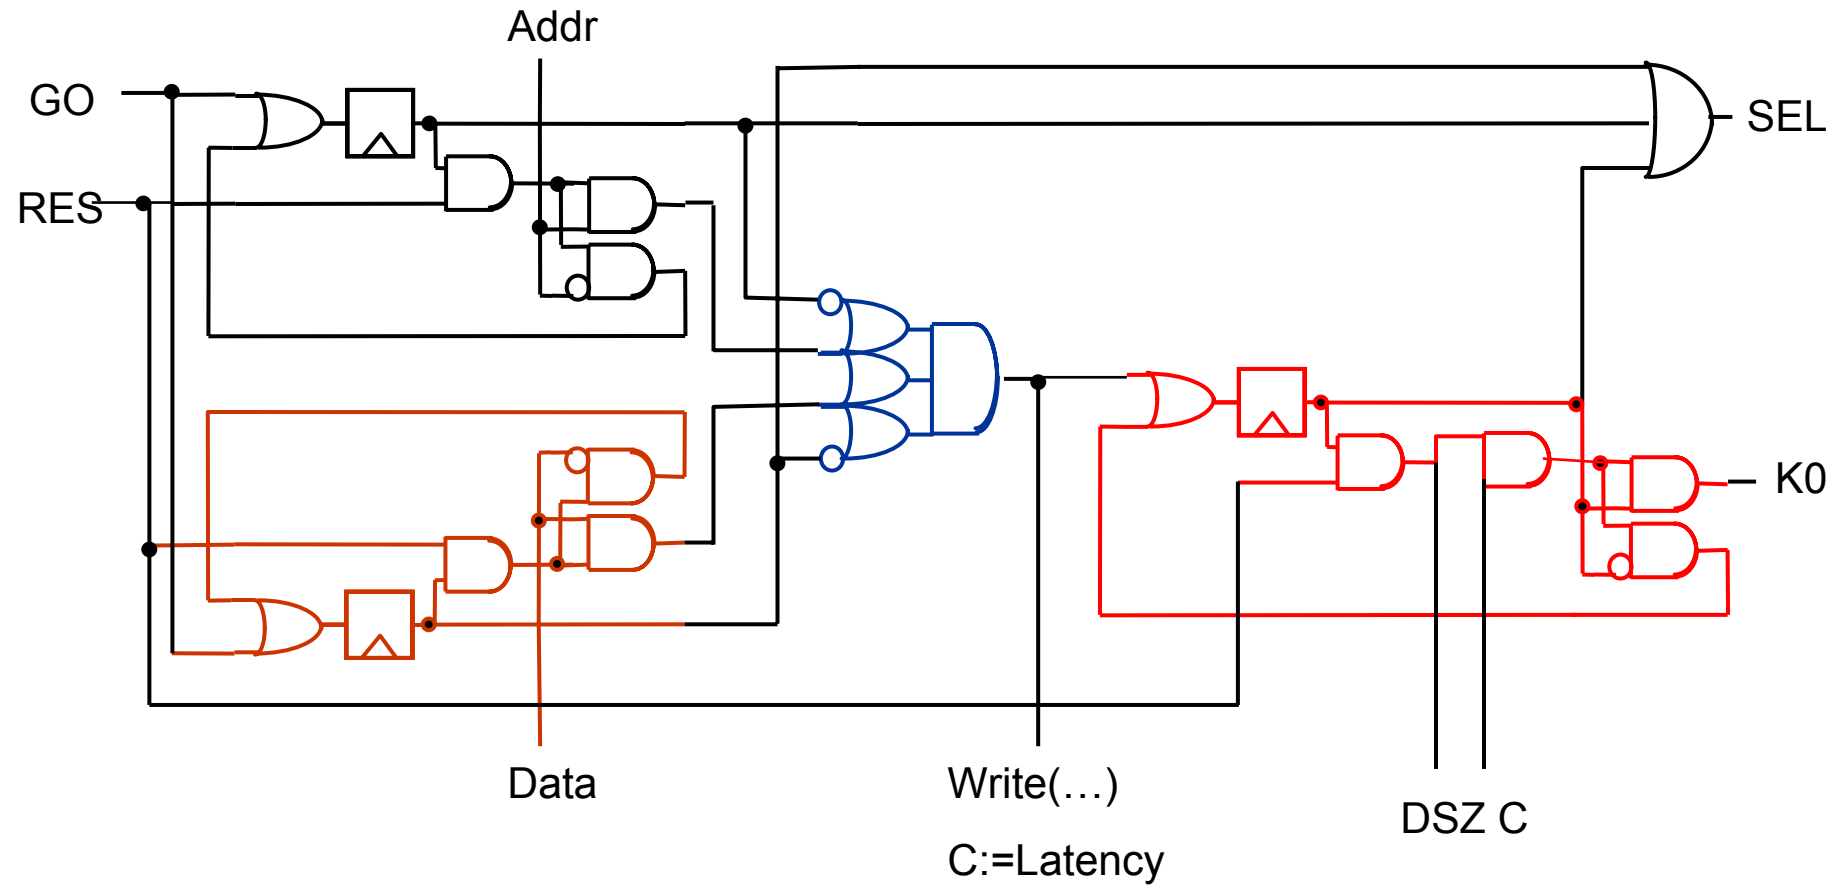 Addr
GO
SEL
RES
K0
Data
Write(…)
DSZ C
C:=Latency